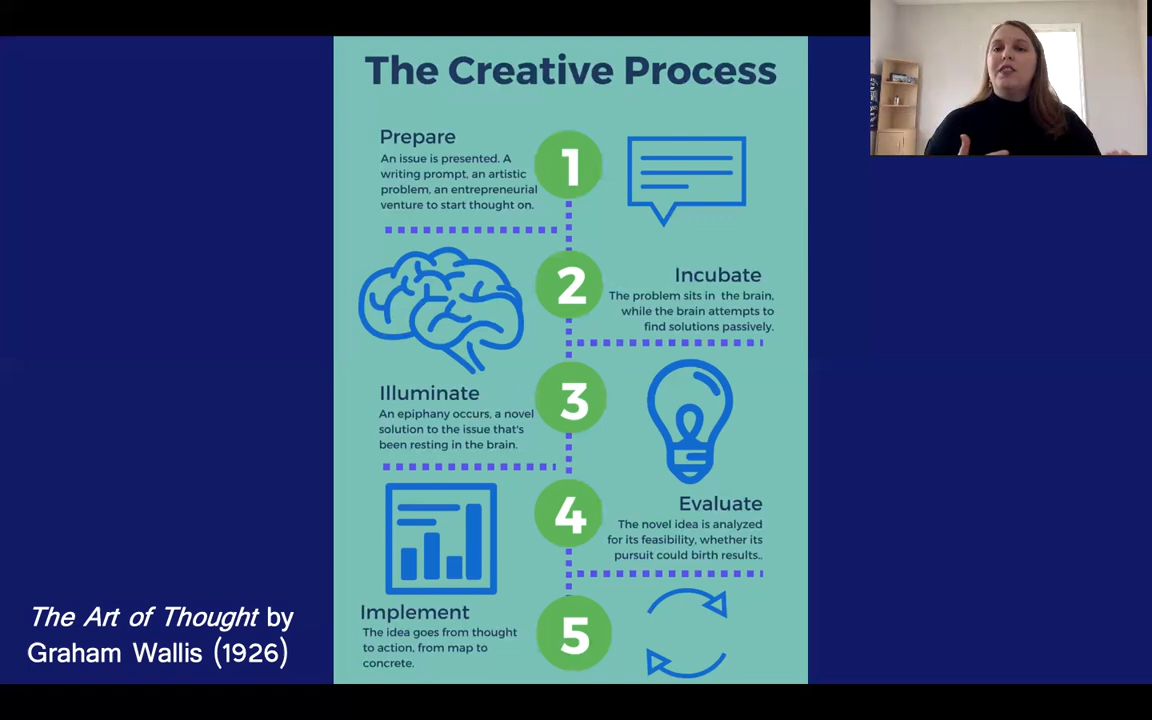 The Creative Process
Prepare
An issue is presented. A
writing prompt, an artistic
problem, an entrepreneurial
venture to start thought on.
1
2
Incubate
The problem sits in the brain,
while the brain attempts to
find solutions passively.
Illuminate
An epiphany occurs, a novel
solution to the issue that's
been resting in the brain.
3
4
Evaluate
The novel idea is analyzed
for its feasibility, whether its
pursuit could birth results..
Implement
The idea goes from thought
to action, from map to
concrete.
5
The Art of Thought by
Graham Wallis (1926)